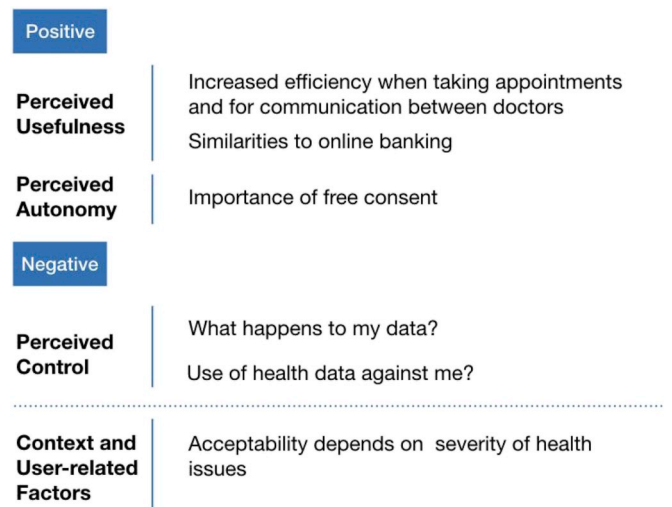 Positive
Perceived
Usefulness
Increased efficiency when taking appointments
and for communication between doctors
Similarities to online banking
Perceived
Autonomy
Importance of free consent
Negative
Perceived
Control
What happens to my data?
Use of health data against me?
Context and
User-related
Factors
Acceptability depends on severity of health
issues